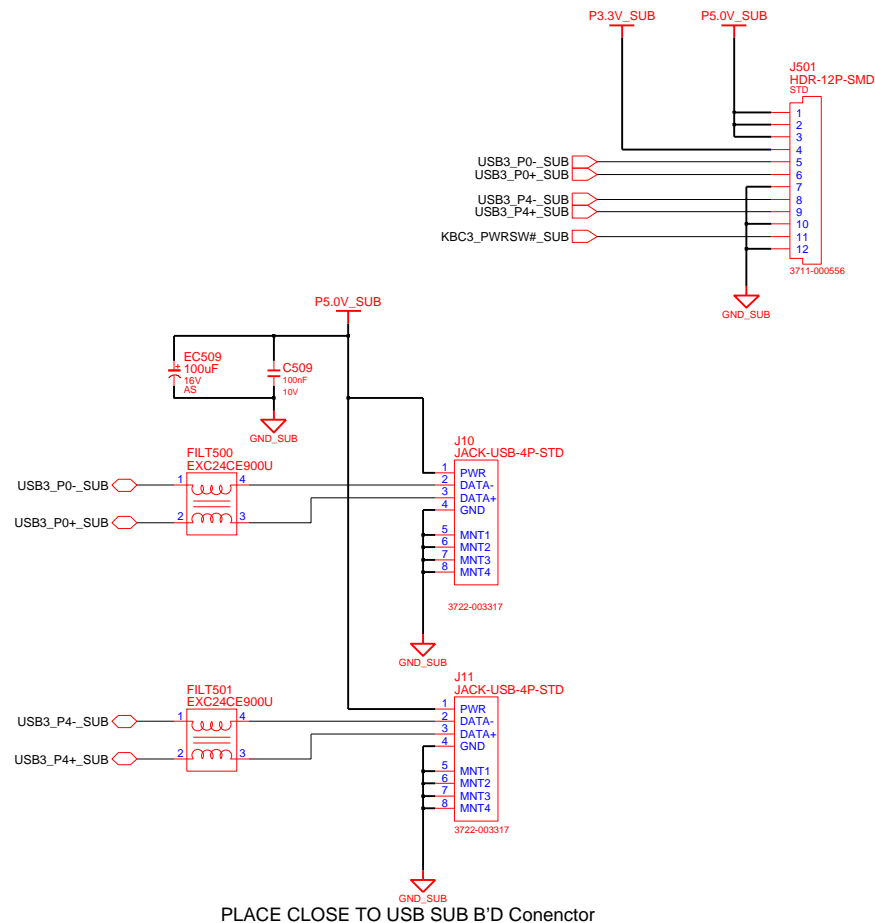 P3.3V_SUB
P5.0V_SUB
J501
HDR-12P-SMD
STD
1
2
3
4
USB3_P0-_SUB 5
USB3_P0+_SUB 6
7
USB3_P4-_SUB 8
USB3_P4+_SUB 9
10
KBC3_PWRSW#_SUB 11
12
3711-000556
GND_SUB
P5.0V_SUB
EC509
100uF
16V
AS
+
C509
100nF
10V
GND_SUB
FILT500
EXC24CE900U
USB3_P0-_SUB 1 4
USB3_P0+_SUB 2 3
J10
JACK-USB-4P-STD
1 PWR
2 DATA-
3 DATA+
4 GND
5 MNT1
6 MNT2
7 MNT3
8 MNT4
3722-003317
GND_SUB
FILT501
EXC24CE900U
USB3_P4-_SUB 1 4
USB3_P4+_SUB 2 3
J11
JACK-USB-4P-STD
1 PWR
2 DATA-
3 DATA+
4 GND
5 MNT1
6 MNT2
7 MNT3
8 MNT4
3722-003317
GND_SUB
PLACE CLOSE TO USB SUB B'D Conenctor